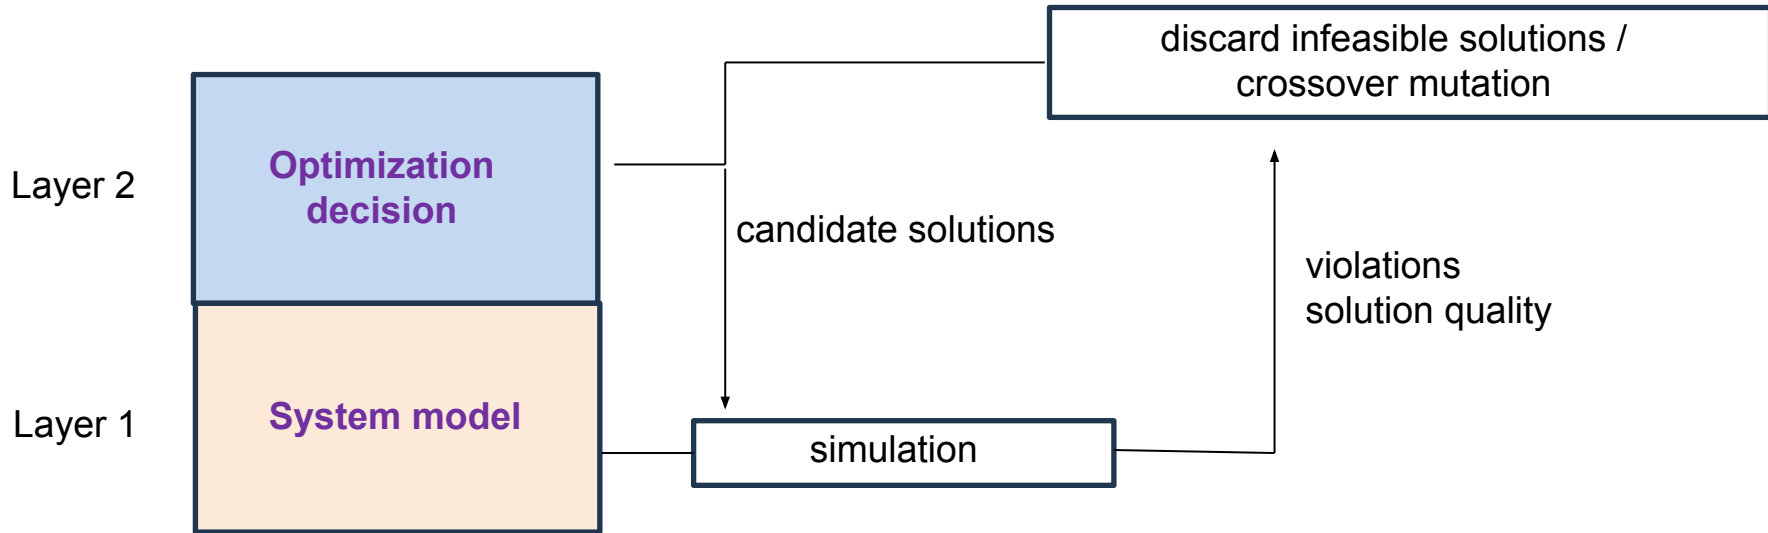 discard infeasible solutions /
crossover mutation
Layer 2
Optimization
decision
candidate solutions
violations
solution quality
Layer 1
System model
simulation